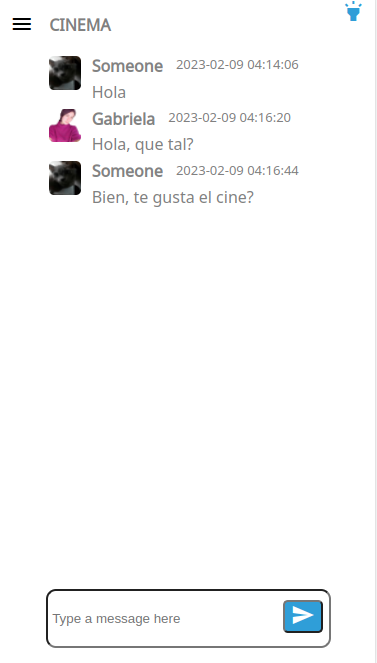 CINEMA
Someone 2023-02-09 04:14:06
Hola
Gabriela 2023-02-09 04:16:20
Hola, que tal?
Someone 2023-02-09 04:16:44
Bien, te gusta el cine?
Type a message here